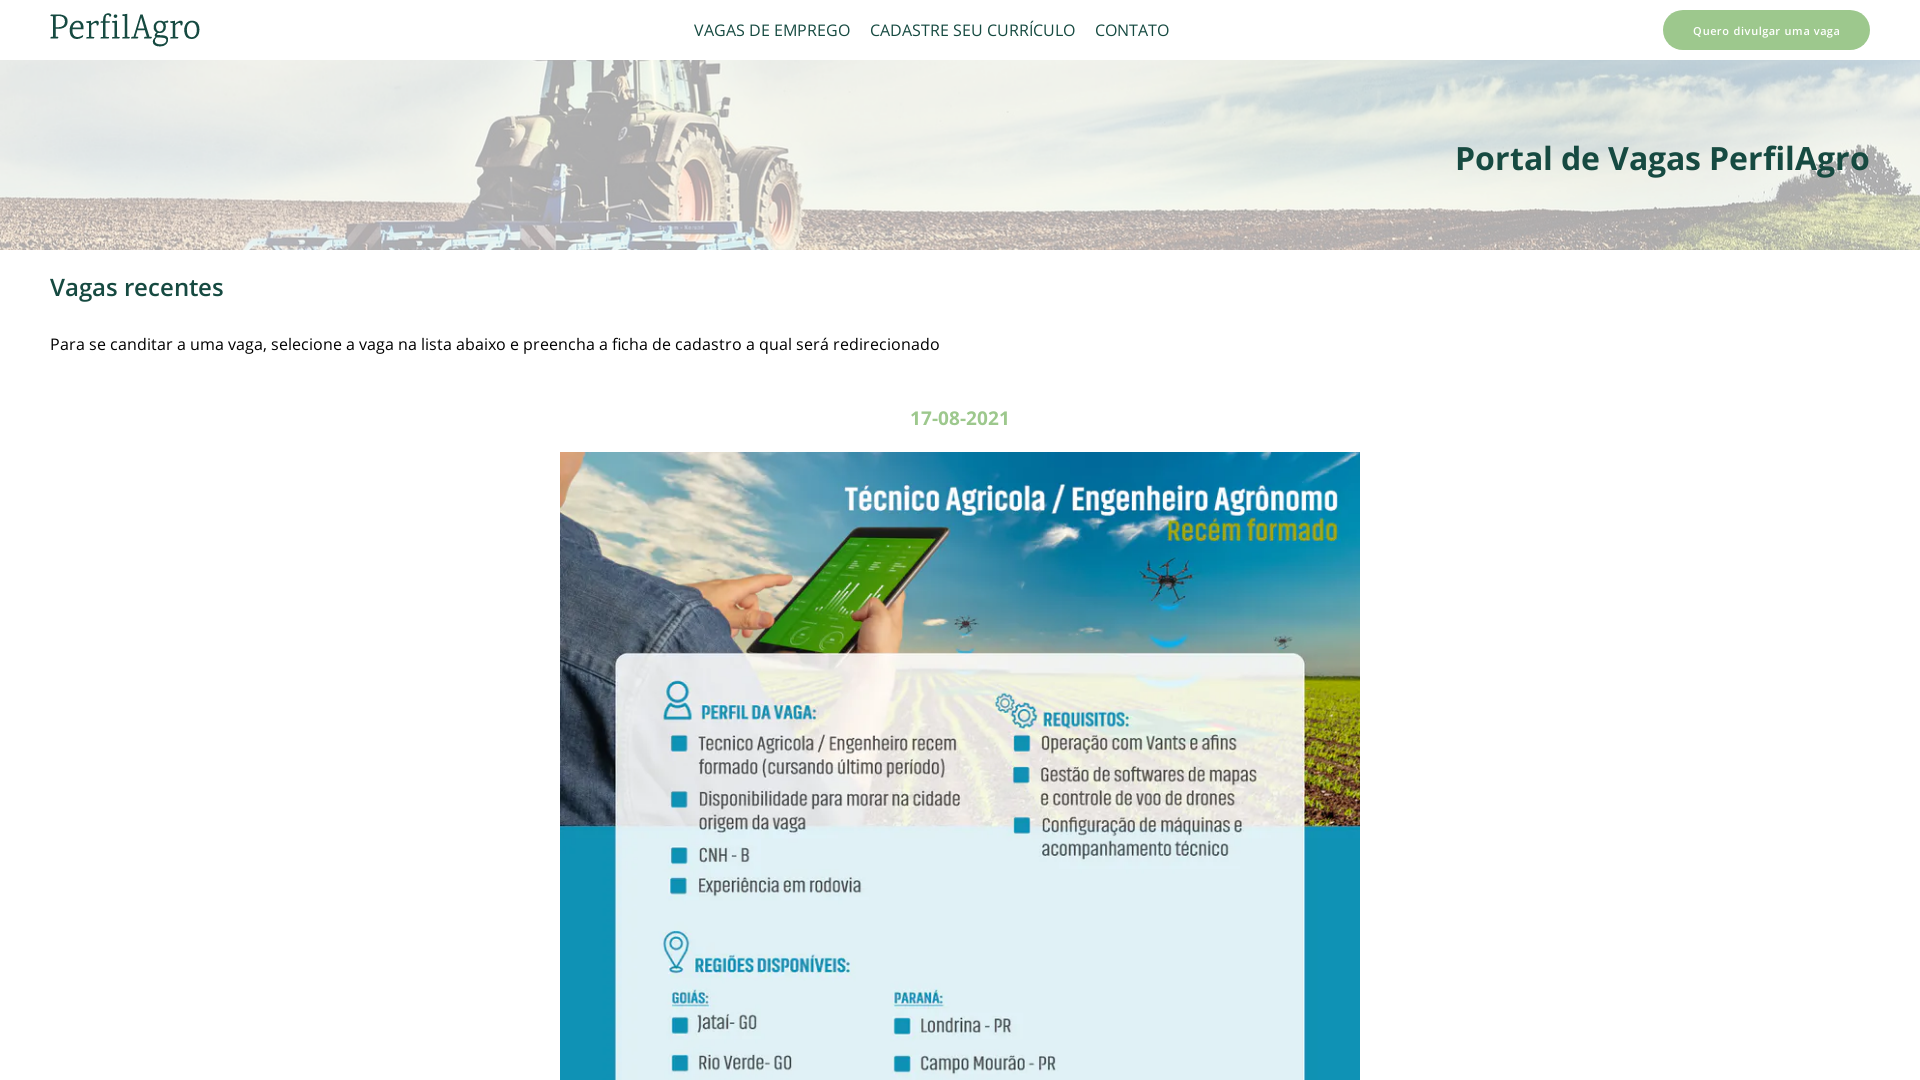 PerfilAgro
VAGAS DE EMPREGO
CADASTRE SEU CURRÍCULO
CONTATO
Quero divulgar uma vaga
Portal de Vagas PerfilAgro
Vagas recentes
Para se canditar a uma vaga, selecione a vaga na lista abaixo e preencha a ficha de cadastro a qual será redirecionado
17-08-2021
Técnico Agricola / Engenheiro Agrônomo
Recém formado
PERFIL DA VAGA:
Tecnico Agricola / Engenheiro recem
formado (cursando último período)
Disponibilidade para morar na cidade
origem da vaga
CNH - B
Experiência em rodovia
REQUISITOS:
Operação com Vants e afins
Gestão de softwares de mapas
e controle de voo de drones
Configuração de máquinas e
acompanhamento técnico
REGIÕES DISPONÍVEIS:
GOIÁS:
Jataí- GO
Rio Verde- GO
PARANÁ:
Londrina - PR
Campo Mourão - PR